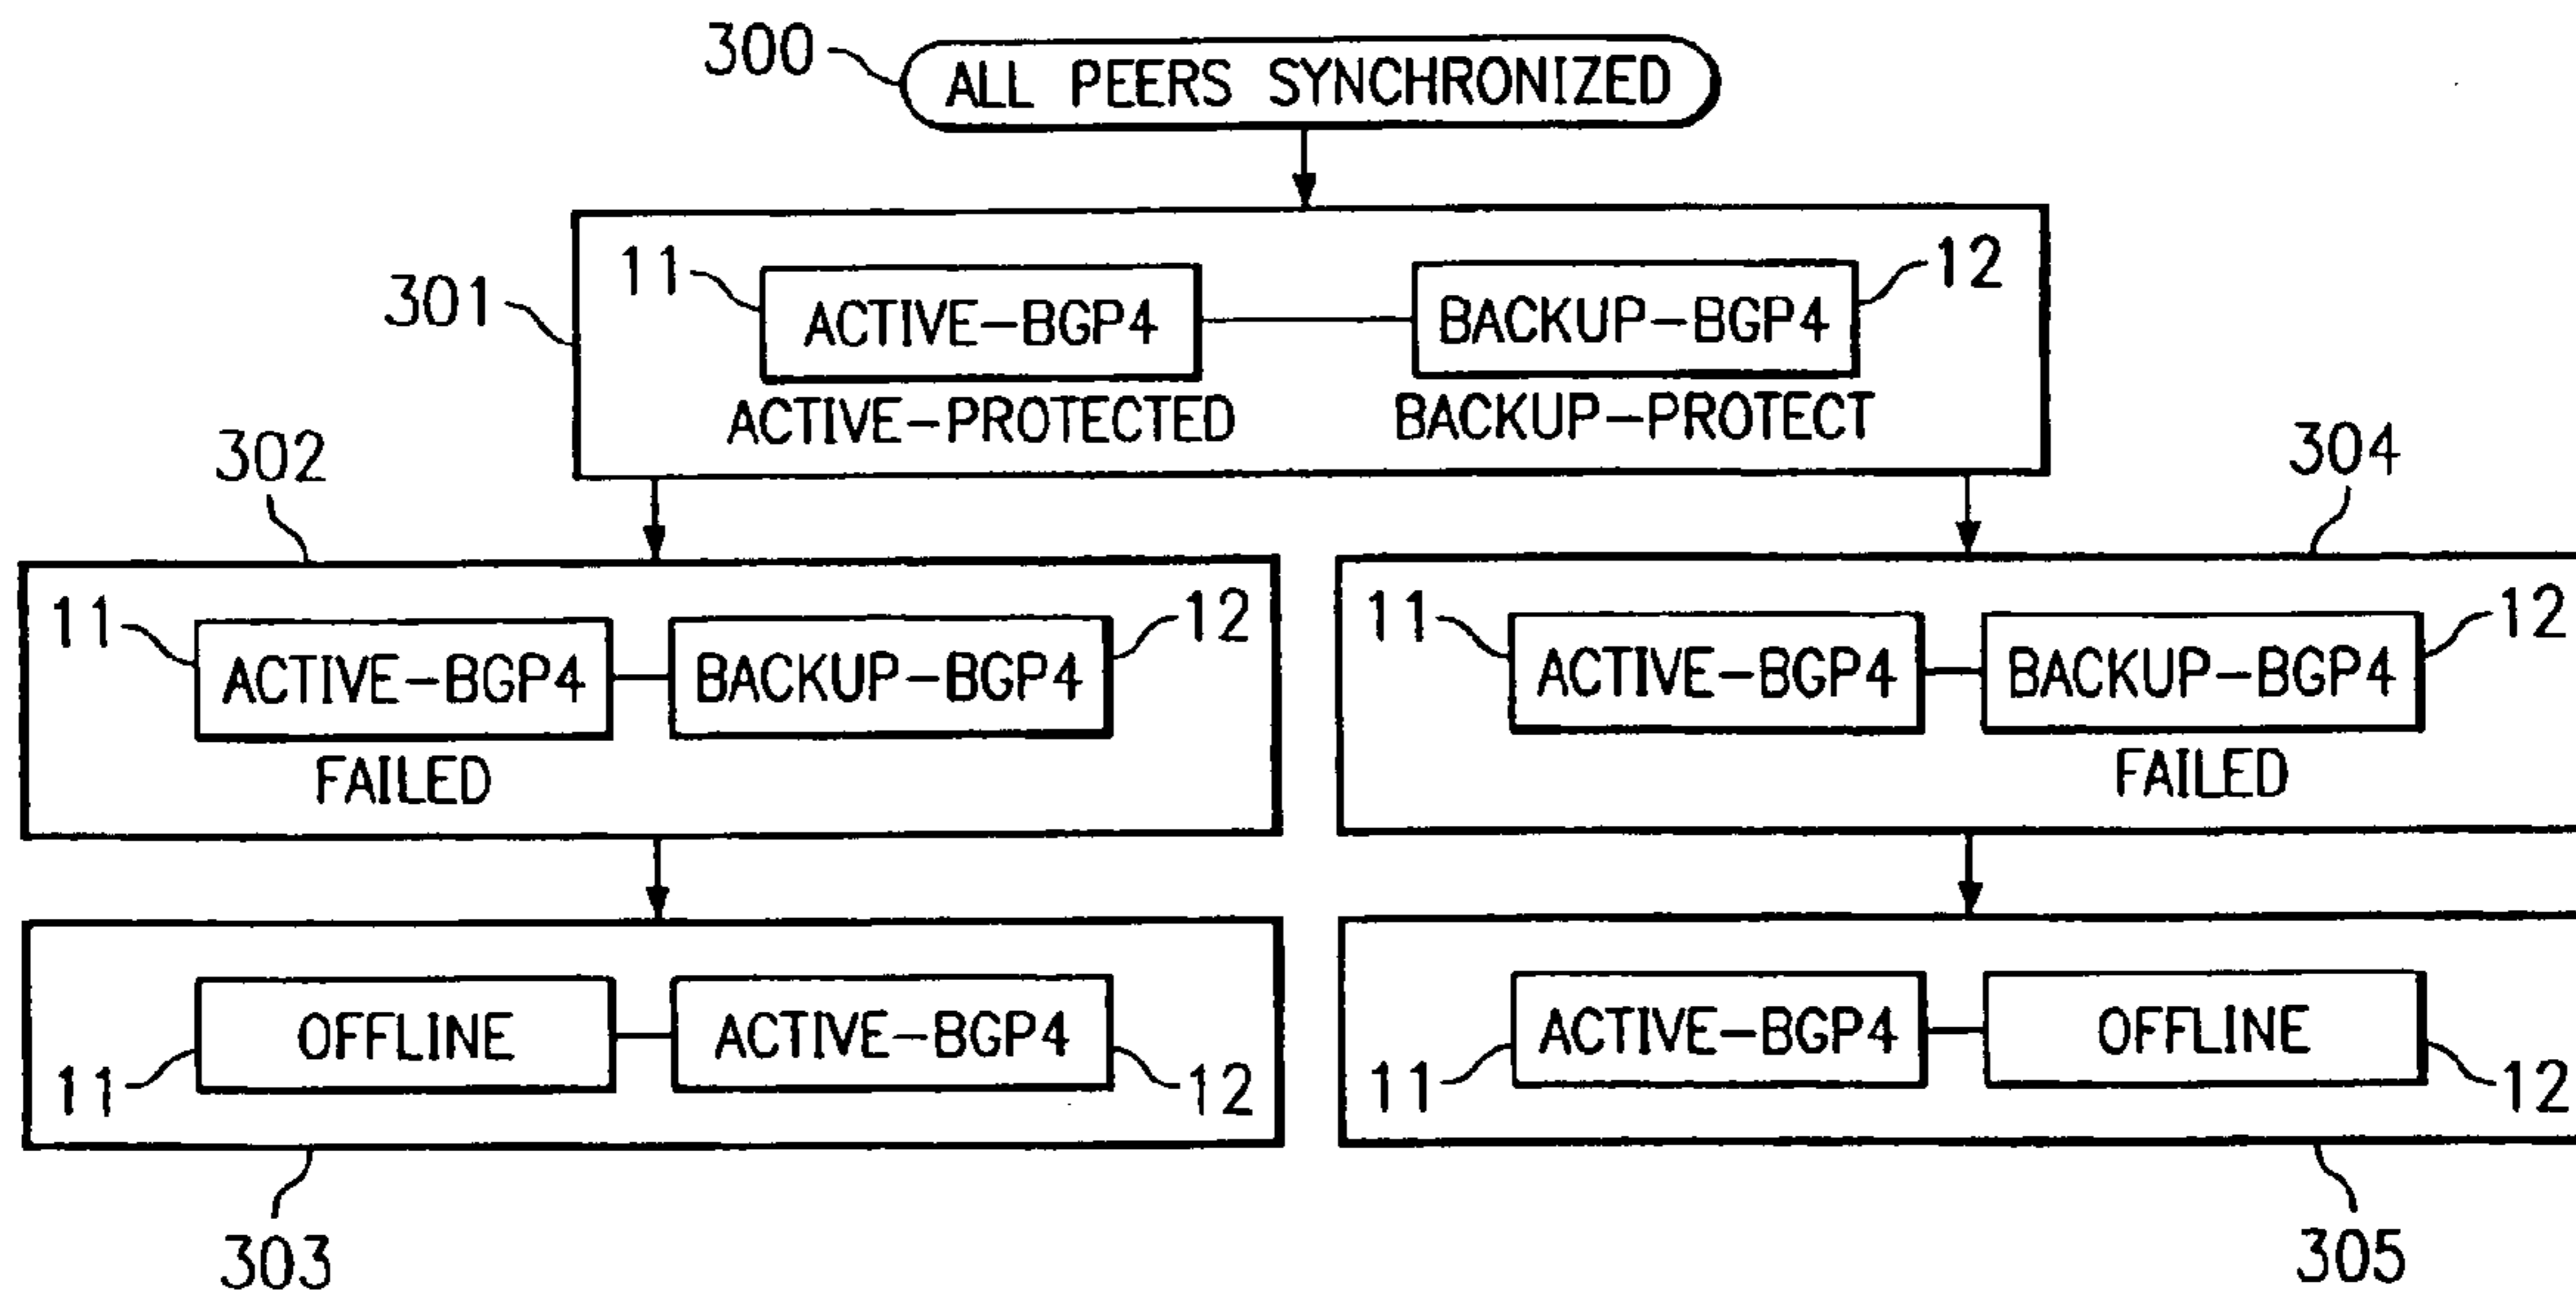 300
ALL PEERS SYNCHRONIZED
301
11
ACTIVE-BGP4
BACKUP-BGP4
12
ACTIVE-PROTECTED
BACKUP-PROTECT
302
11
ACTIVE-BGP4
BACKUP-BGP4
12
FAILED
304
11
ACTIVE-BGP4
BACKUP-BGP4
12
FAILED
11
OFFLINE
ACTIVE-BGP4
12
303
11
ACTIVE-BGP4
OFFLINE
12
305